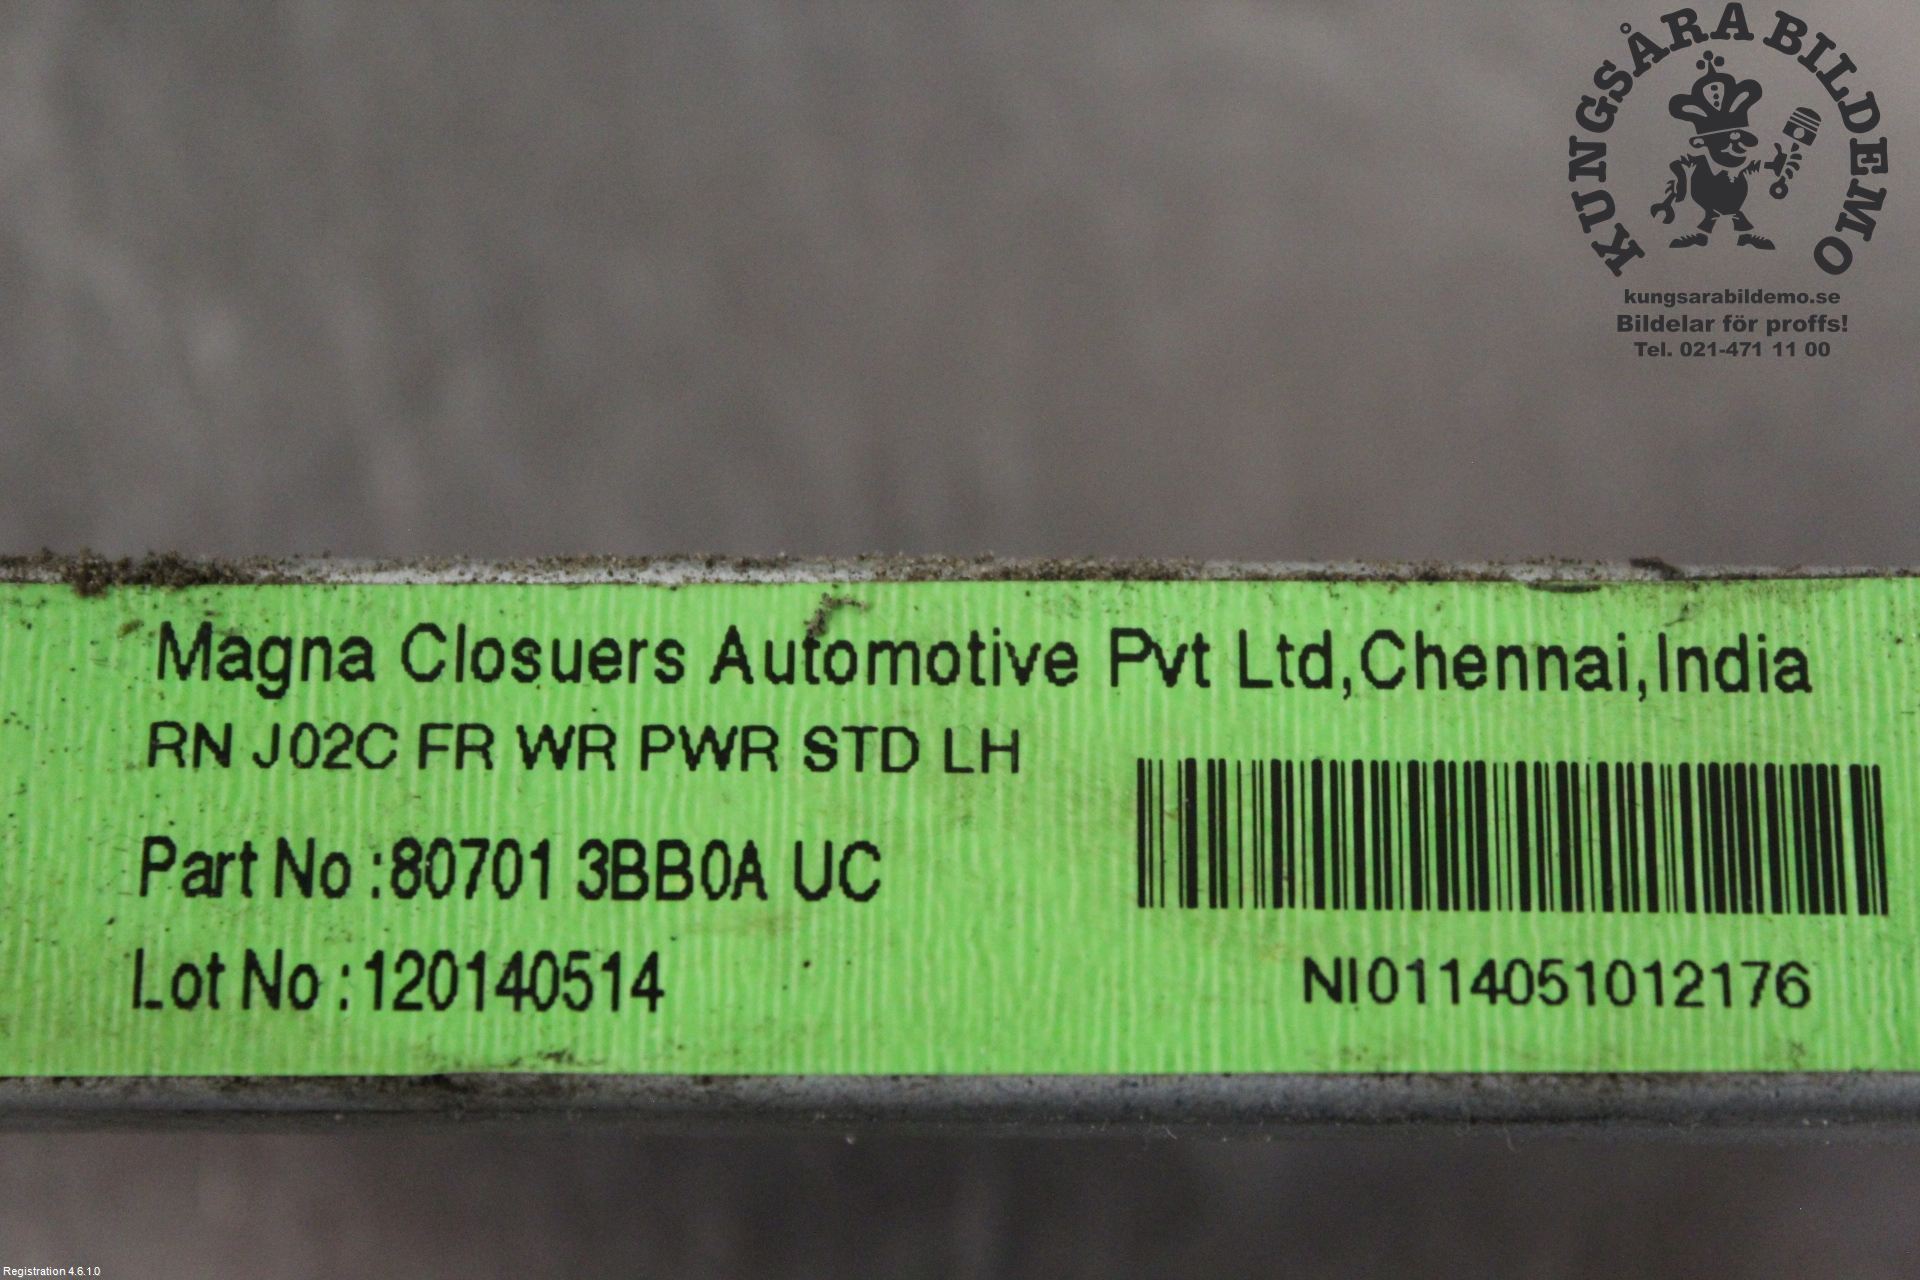 KUNGSÅRA BILDEMO
kungsarabildemo.se
Bildelar för proffs!
Tel. 021-471 11 00
Magna Closuers Automotive Pvt Ltd,Chennai,India
RN J02C FR WR PWR STD LH
Part No :80701 3BB0A UC
Lot No :120140514
NI0114051012176
Registration 4.6.1.0